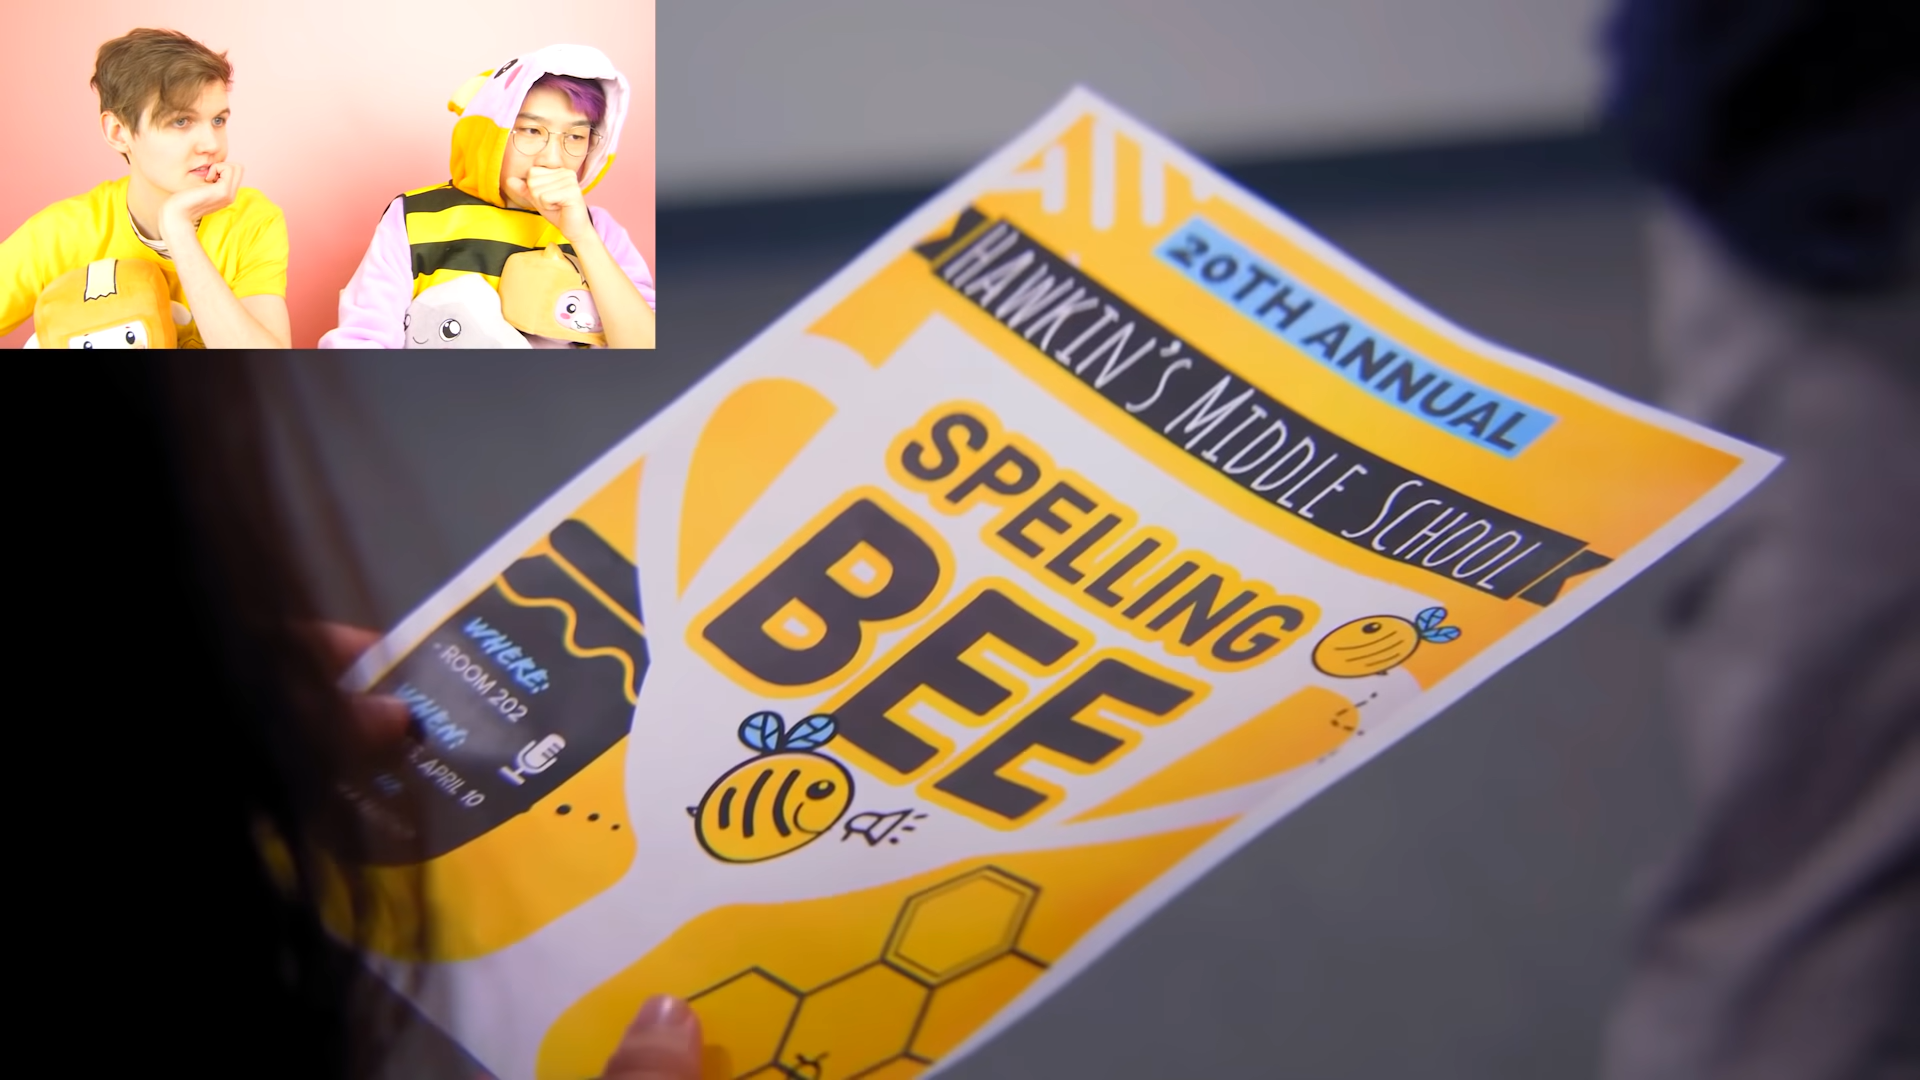 20TH ANNUAL
HAWKIN'S MIDDLE SCHOOL
SPELLING
BEE
WHERE:
ROOM 202
WHEN:
APRIL 10